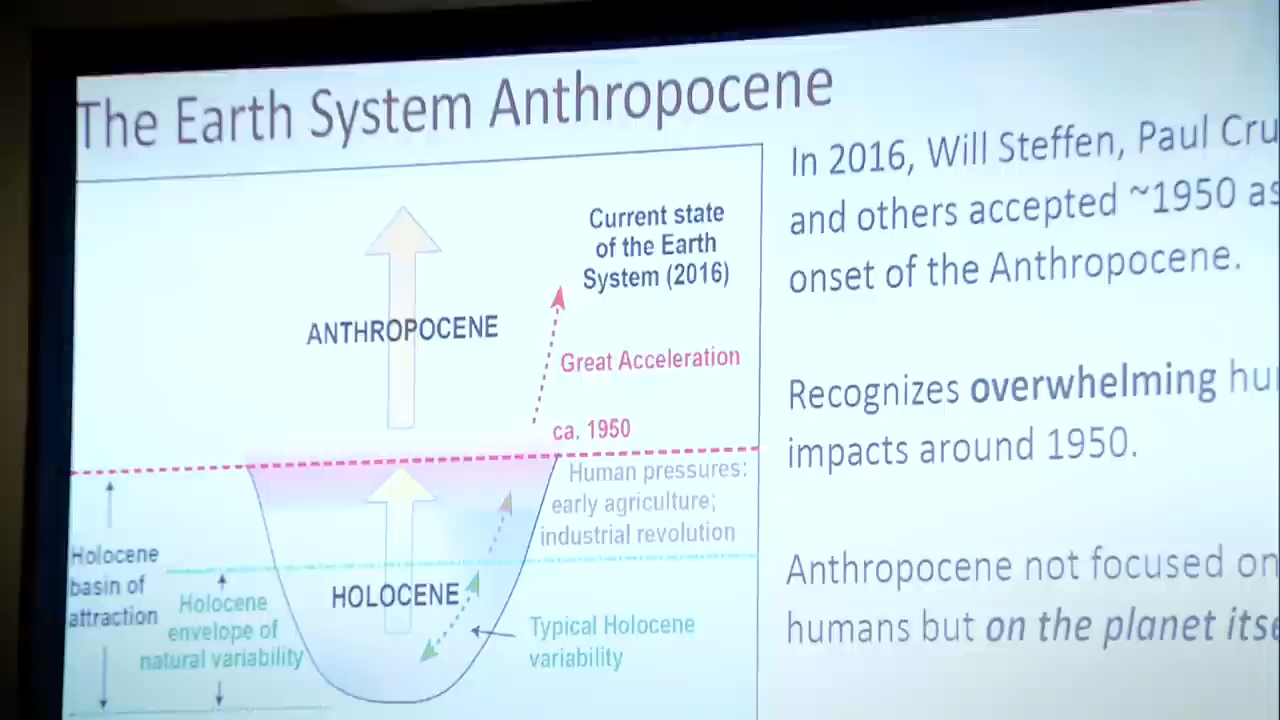 The Earth System Anthropocene
Current state
of the Earth
System (2016)
ANTHROPOCENE
Great Acceleration
ca. 1950
Human pressures:
early agriculture;
industrial revolution
Holocene
basin of
attraction
Holocene
envelope of
natural variability
HOLOCENE
Typical Holocene
variability
In 2016, Will Steffen, Paul
and others accepted ~1950 as
onset of the Anthropocene.
Recognizes overwhelming
impacts around 1950.
Anthropocene not focused on
humans but on the planet